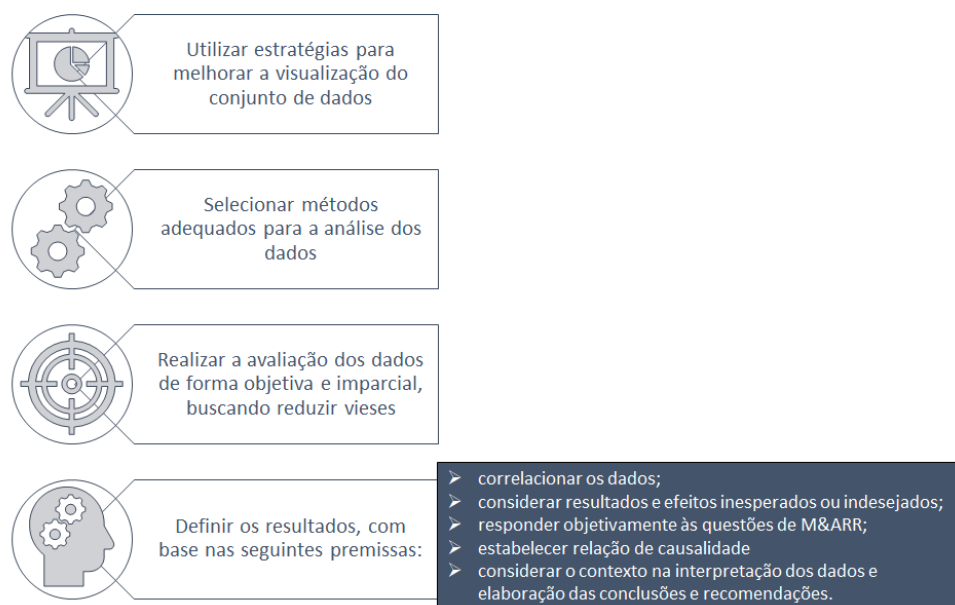 Utilizar estratégias para
melhorar a visualização do
conjunto de dados
Selecionar métodos
adequados para a análise dos
dados
Realizar a avaliação dos dados
de forma objetiva e imparcial,
buscando reduzir vieses
Definir os resultados, com
base nas seguintes premissas:
➢ correlacionar os dados;
➢ considerar resultados e efeitos inesperados ou indesejados;
➢ responder objetivamente às questões de M&ARR;
➢ estabelecer relação de causalidade
➢ considerar o contexto na interpretação dos dados e
elaboração das conclusões e recomendações.